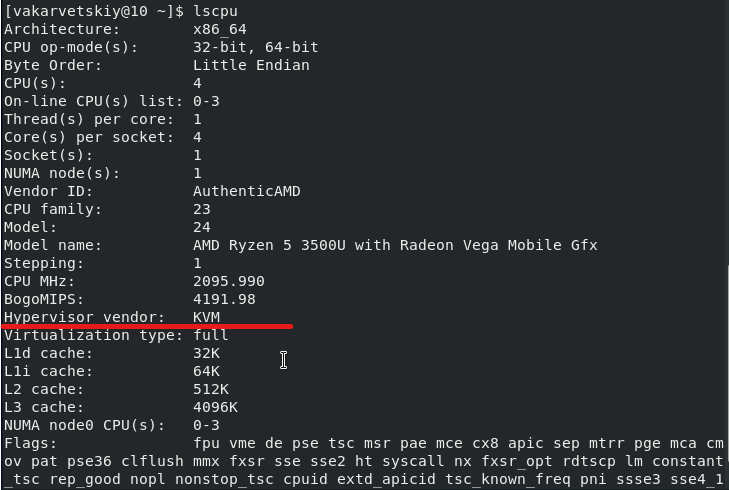 [vakarvetskiy@10 ~]$ lscpu
Architecture:        x86_64
CPU op-mode(s):      32-bit, 64-bit
Byte Order:          Little Endian
CPU(s):              4
On-line CPU(s) list: 0-3
Thread(s) per core:  1
Core(s) per socket:  4
Socket(s):           1
NUMA node(s):        1
Vendor ID:           AuthenticAMD
CPU family:          23
Model:               24
Model name:          AMD Ryzen 5 3500U with Radeon Vega Mobile Gfx
Stepping:            1
CPU MHz:             2095.990
BogoMIPS:            4191.98
Hypervisor vendor:   KVM
Virtualization type: full
L1d cache:           32K
L1i cache:           64K
L2 cache:            512K
L3 cache:            4096K
NUMA node0 CPU(s):   0-3
Flags:               fpu vme de pse tsc msr pae mce cx8 apic sep mtrr pge mca cm
ov pat pse36 clflush mmx fxsr sse sse2 ht syscall nx fxsr_opt rdtscp lm constant
_tsc rep_good nopl nonstop_tsc cpuid extd_apicid tsc_known_freq pni ssse3 sse4_1